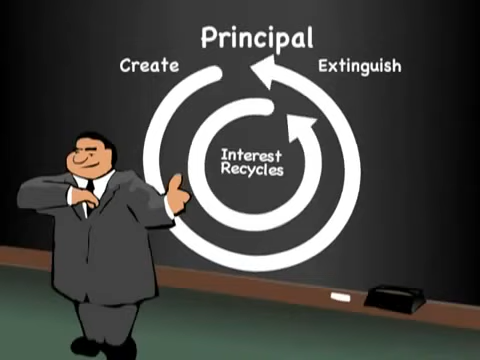 Principal
Create
Extinguish
Interest
Recycles